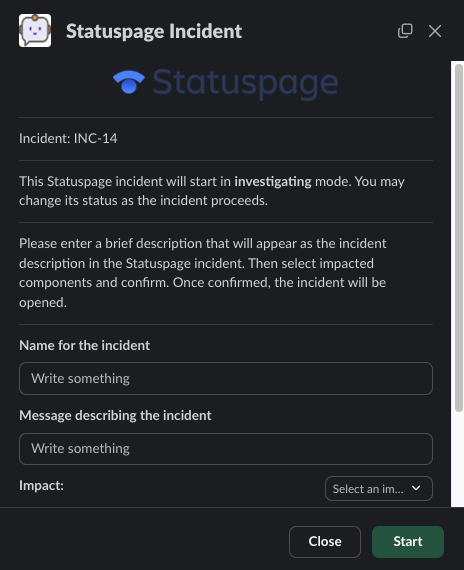 Statuspage Incident
Statuspage
Incident: INC-14
This Statuspage incident will start in investigating mode. You may
change its status as the incident proceeds.
Please enter a brief description that will appear as the incident
description in the Statuspage incident. Then select impacted
components and confirm. Once confirmed, the incident will be
opened.
Name for the incident
Write something
Message describing the incident
Write something
Impact:
Select an im...
Close
Start